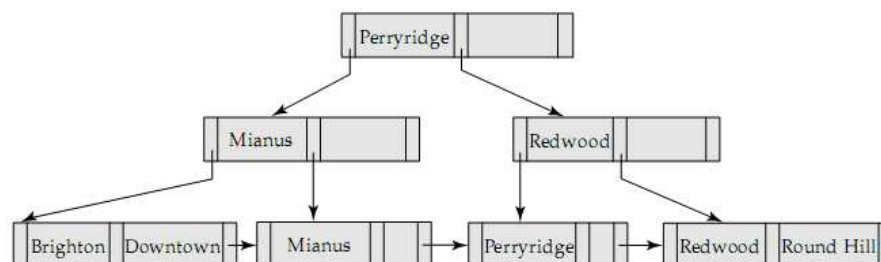 Perryridge
Mianus Redwood
Brighton Downtown Mianus Perryridge Redwood Round Hill